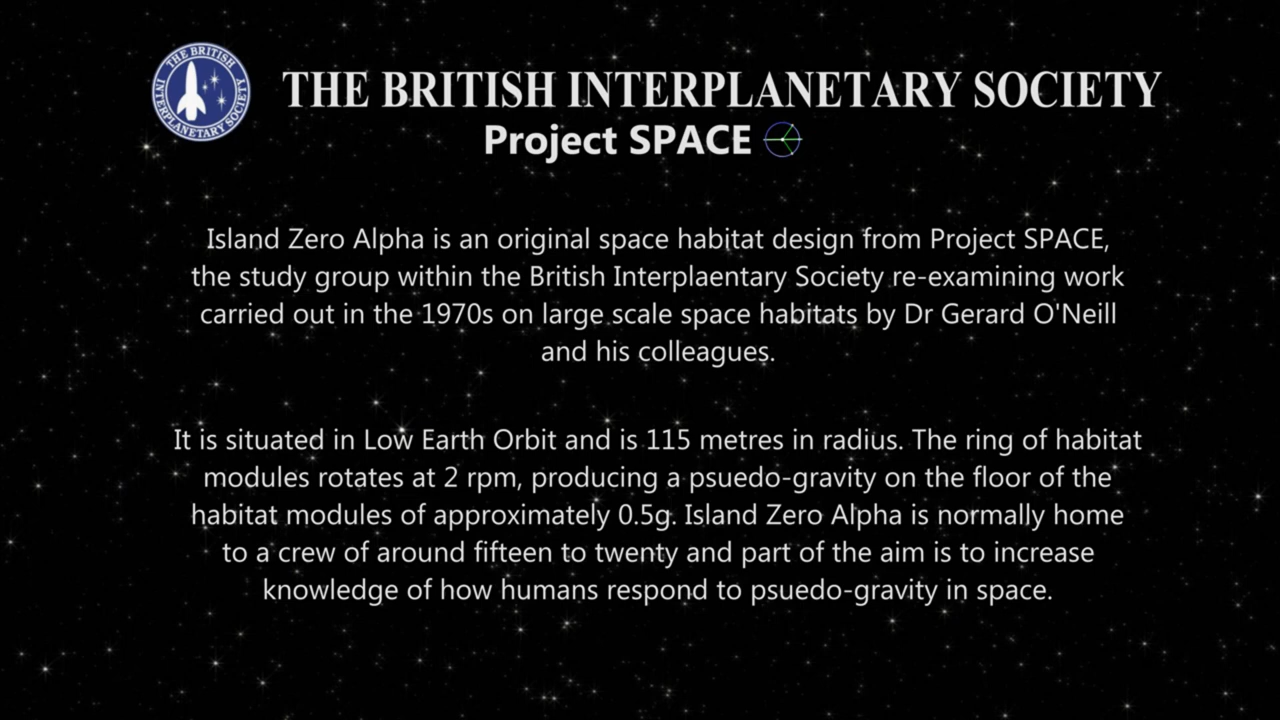 THE BRITISH INTERPLANETARY SOCIETY
THE BRITISH INTERPLANETARY SOCIETY
Project SPACE
Island Zero Alpha is an original space habitat design from Project SPACE,
the study group within the British Interplaentary Society re-examining work
carried out in the 1970s on large scale space habitats by Dr Gerard O'Neill
and his colleagues.
It is situated in Low Earth Orbit and is 115 metres in radius. The ring of habitat
modules rotates at 2 rpm, producing a psuedo-gravity on the floor of the
habitat modules of approximately 0.5g. Island Zero Alpha is normally home
to a crew of around fifteen to twenty and part of the aim is to increase
knowledge of how humans respond to psuedo-gravity in space.